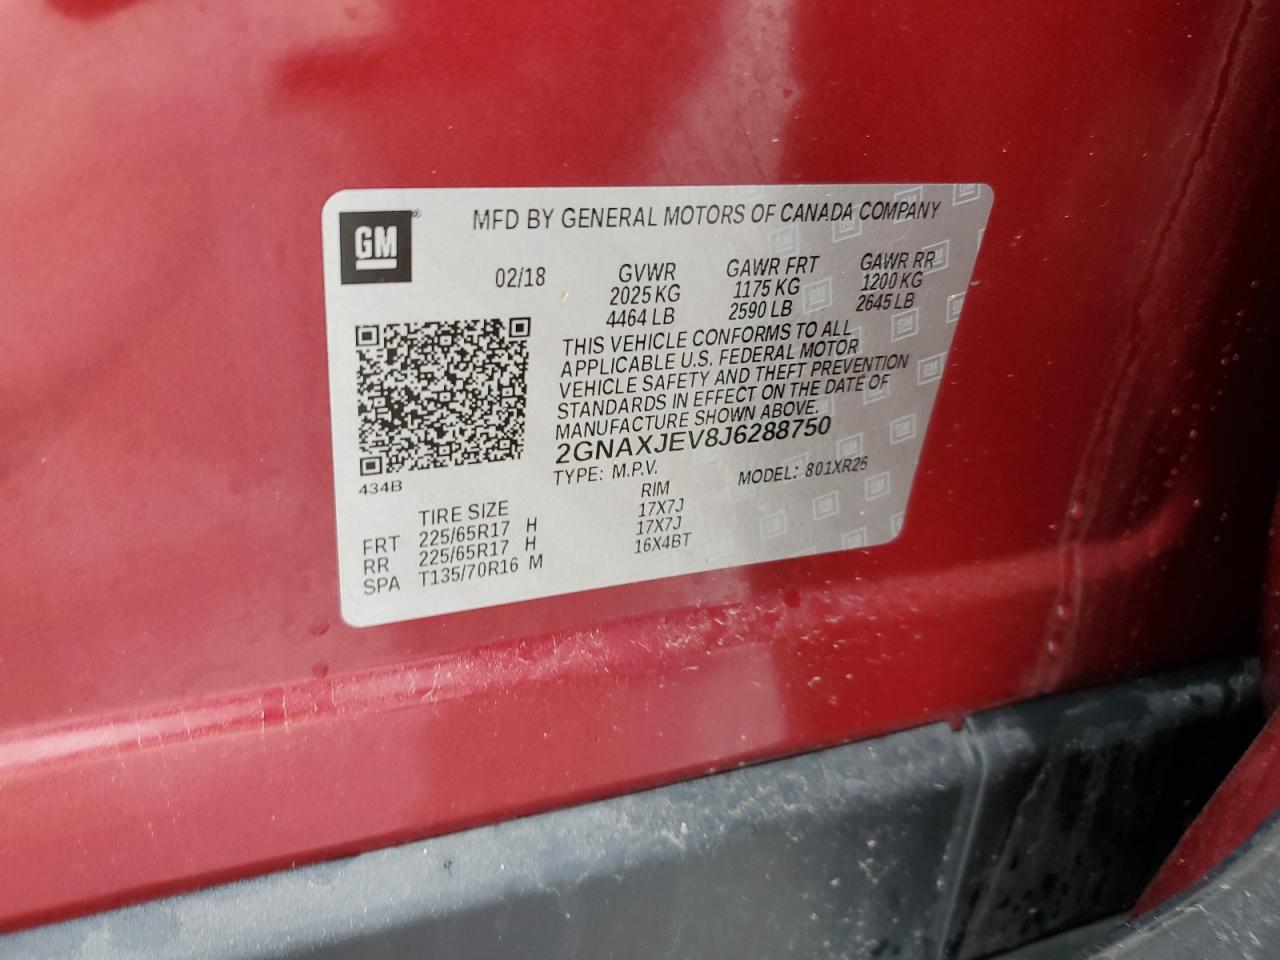 GM
MFD BY GENERAL MOTORS OF CANADA COMPANY
02/18
GVWR
2025 KG
4464 LB
GAWR FRT
1175 KG
2590 LB
GAWR RR
1200 KG
2645 LB
THIS VEHICLE CONFORMS TO ALL
APPLICABLE U.S. FEDERAL MOTOR
VEHICLE SAFETY AND THEFT PREVENTION
STANDARDS IN EFFECT ON THE DATE OF
MANUFACTURE SHOWN ABOVE.
2GNAXJEV8J6288750
TYPE: M.P.V. MODEL: 801XR26
434B
TIRE SIZE RIM
FRT 225/65R17 H 17X7J
RR 225/65R17 H 17X7J
SPA T135/70R16 M 16X4BT